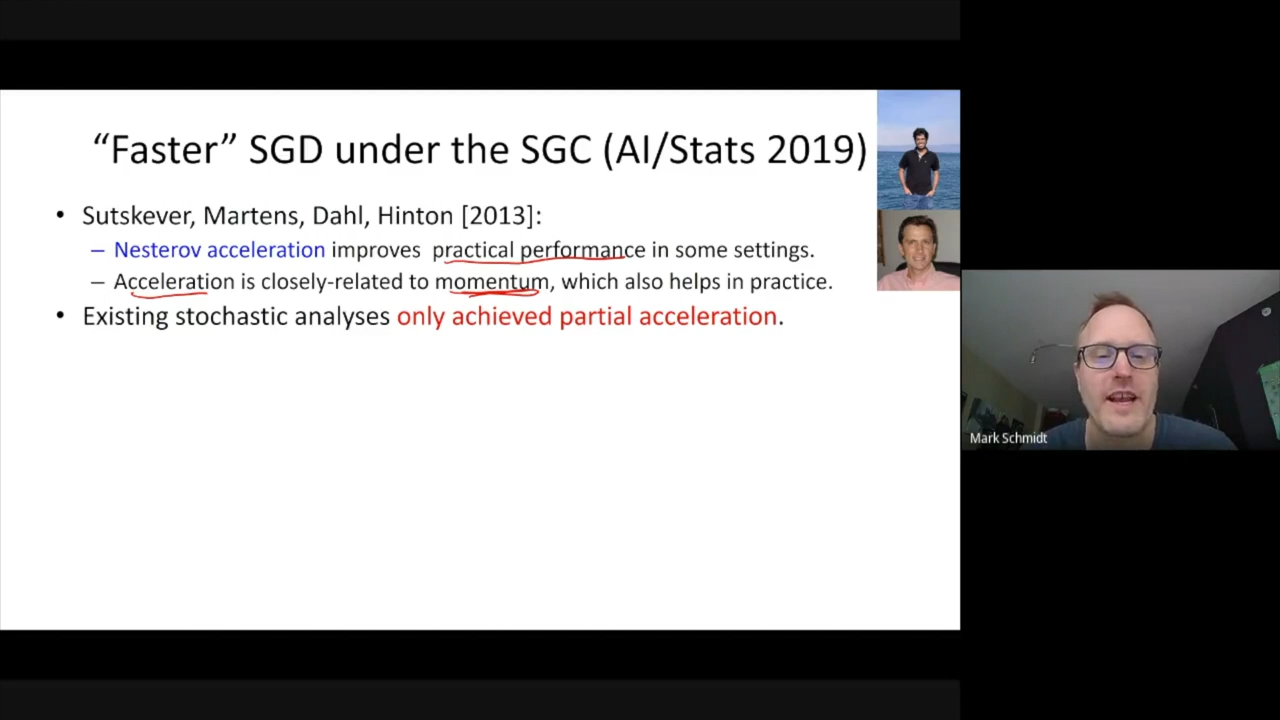 “Faster” SGD under the SGC (AI/Stats 2019)
• Sutskever, Martens, Dahl, Hinton [2013]:
– Nesterov acceleration improves practical performance in some settings.
– Acceleration is closely-related to momentum, which also helps in practice.
• Existing stochastic analyses only achieved partial acceleration.
Mark Schmidt